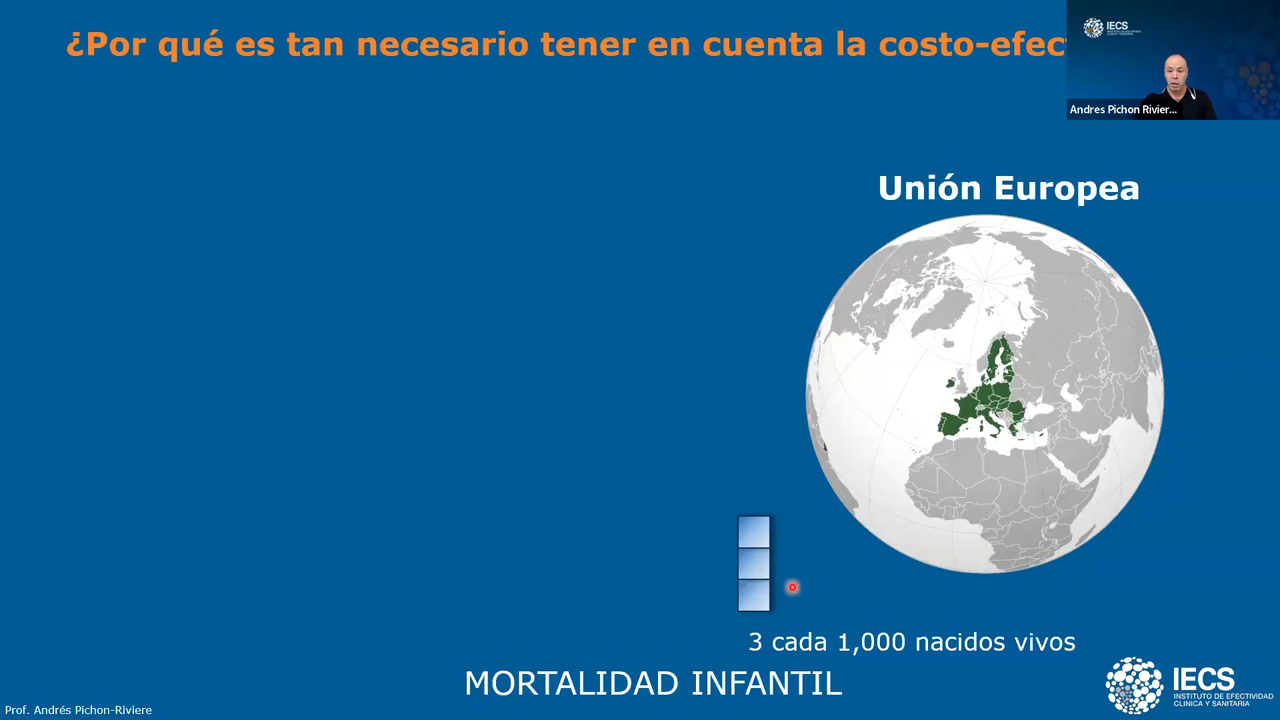 ¿Por qué es tan necesario tener en cuenta la costo-efec
IECS
Andres Pichon Rivier...
Unión Europea
3 cada 1,000 nacidos vivos
MORTALIDAD INFANTIL
IECS
INSTITUTO DE EFECTIVIDAD
CLINICA Y SANITARIA
Prof. Andrés Pichon-Riviere